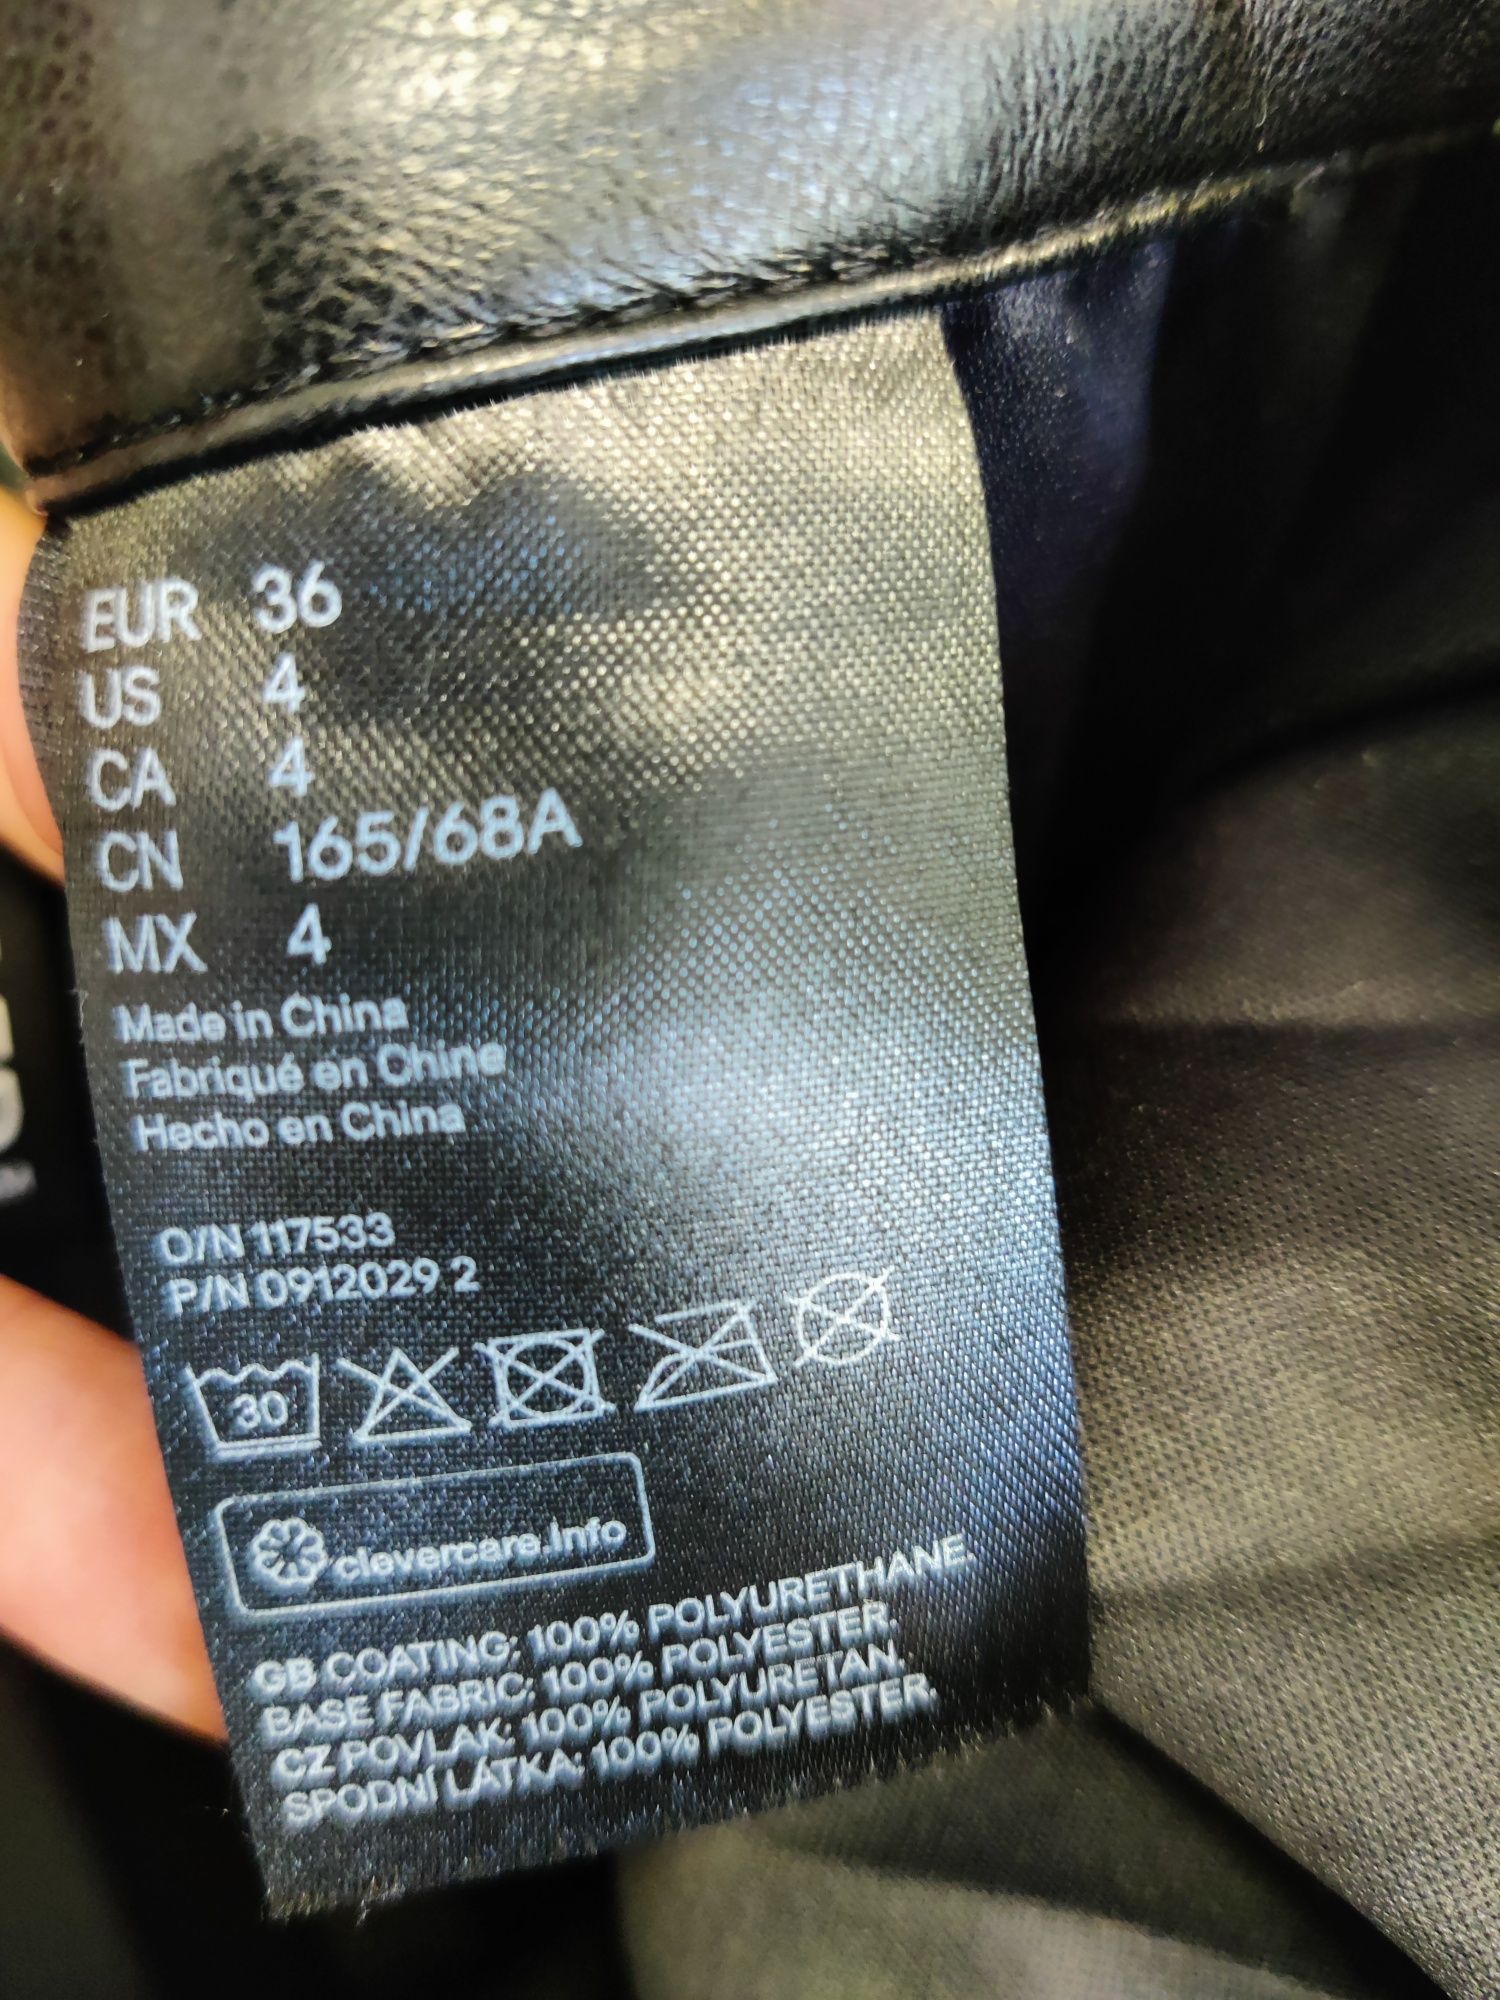 EUR 36
US 4
CA 4
CN 165/68A
MX 4
Made in China
Fabriqué en Chine
Hecho en China
O/N 117533
P/N 0912029 2
30
clevercare.info
GB COATING: 100% POLYURETHANE.
BASE FABRIC: 100% POLYESTER.
CZ POVLAK: 100% POLYURETAN.
SPODNÍ LÁTKA: 100% POLYESTER.